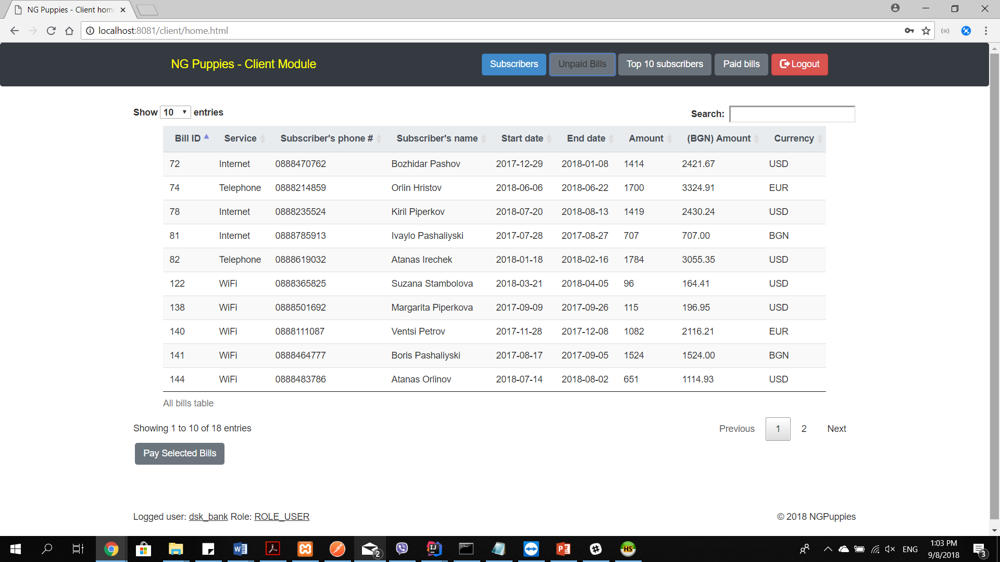 NG Puppies - Client hom
localhost:8081/client/home.html
NG Puppies - Client Module
Subscribers Unpaid Bills Top 10 subscribers Paid bills Logout
Show 10 entries Search:
Bill ID Service Subscriber's phone # Subscriber's name Start date End date Amount (BGN) Amount Currency
72 Internet 0888470762 Bozhidar Pashov 2017-12-29 2018-01-08 1414 2421.67 USD
74 Telephone 0888214859 Orlin Hristov 2018-06-06 2018-06-22 1700 3324.91 EUR
78 Internet 0888235524 Kiril Piperkov 2018-07-20 2018-08-13 1419 2430.24 USD
81 Internet 0888785913 Ivaylo Pashaliyski 2017-07-28 2017-08-27 707 707.00 BGN
82 Telephone 0888619032 Atanas Irechek 2018-01-18 2018-02-16 1784 3055.35 USD
122 WiFi 0888365825 Suzana Stambolova 2018-03-21 2018-04-05 96 164.41 USD
138 WiFi 0888501692 Margarita Piperkova 2017-09-09 2017-09-26 115 196.95 USD
140 WiFi 0888111087 Ventsi Petrov 2017-11-28 2017-12-08 1082 2116.21 EUR
141 WiFi 0888464777 Boris Pashaliyski 2017-08-17 2017-09-05 1524 1524.00 BGN
144 WiFi 0888483786 Atanas Orlinov 2018-07-14 2018-08-02 651 1114.93 USD
All bills table
Showing 1 to 10 of 18 entries Previous 1 2 Next
Pay Selected Bills
Logged user: dsk_bank Role: ROLE_USER © 2018 NGPuppies
2 HS ENG 1:03 PM
9/8/2018 3